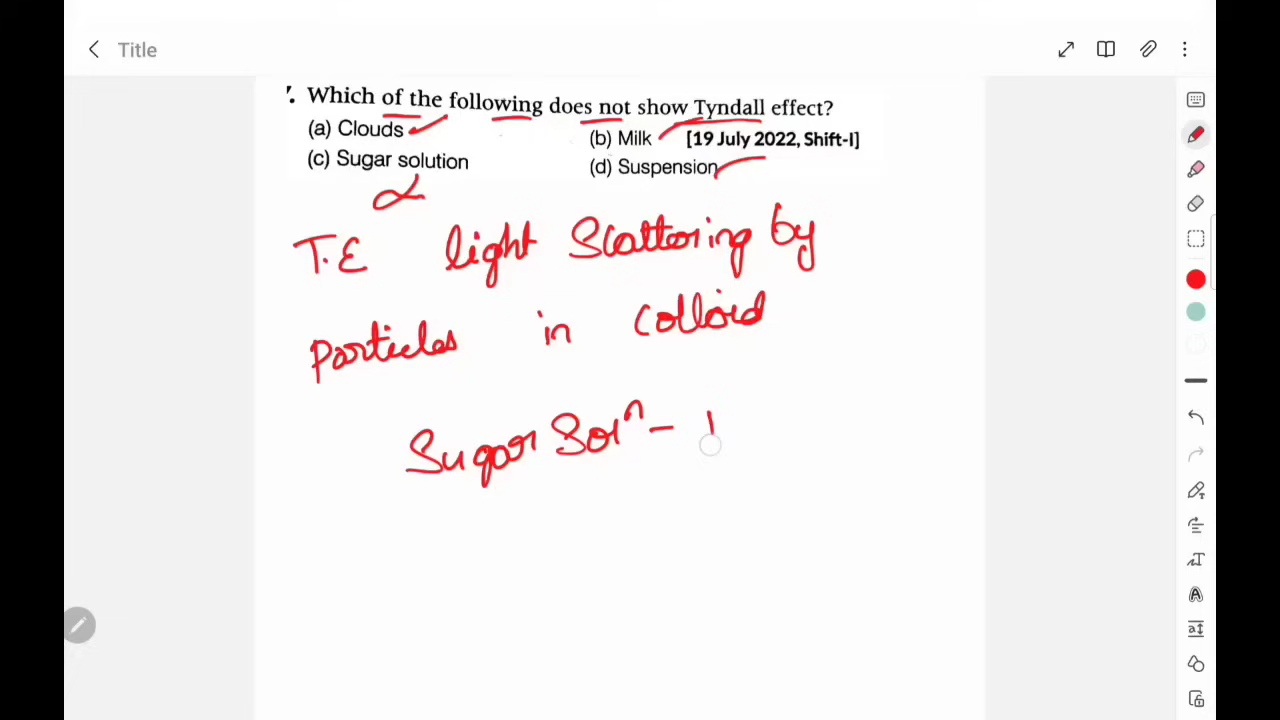 Title
7. Which of the following does not show Tyndall effect?
(a) Clouds (b) Milk [19 July 2022, Shift-I]
(c) Sugar solution (d) Suspension
T.E light Scattering by
Particles in Colloid
Sugar Solⁿ -